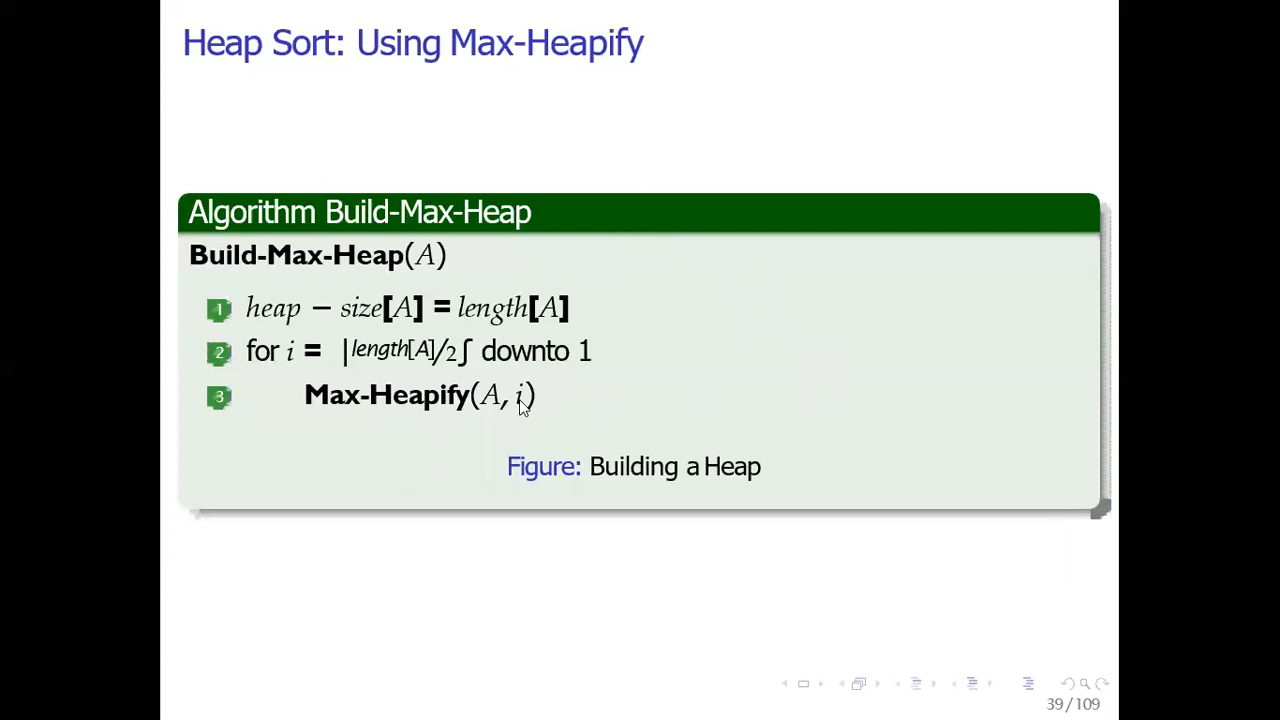 Heap Sort: Using Max-Heapify
Algorithm Build-Max-Heap
Build-Max-Heap(A)
1 heap − size[A] = length[A]
2 for i = |length[A]/2ʃ downto 1
3 Max-Heapify(A, i)
Figure: Building a Heap
39/109